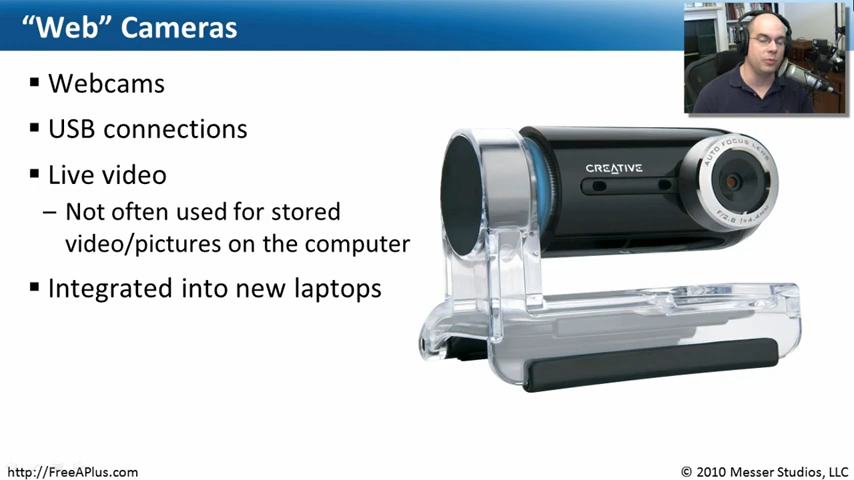 “Web” Cameras
▪ Webcams
▪ USB connections
▪ Live video
– Not often used for stored
video/pictures on the computer
▪ Integrated into new laptops
CREATIVE
AUTO FOCUS LENS
http://FreeAPlus.com
© 2010 Messer Studios, LLC